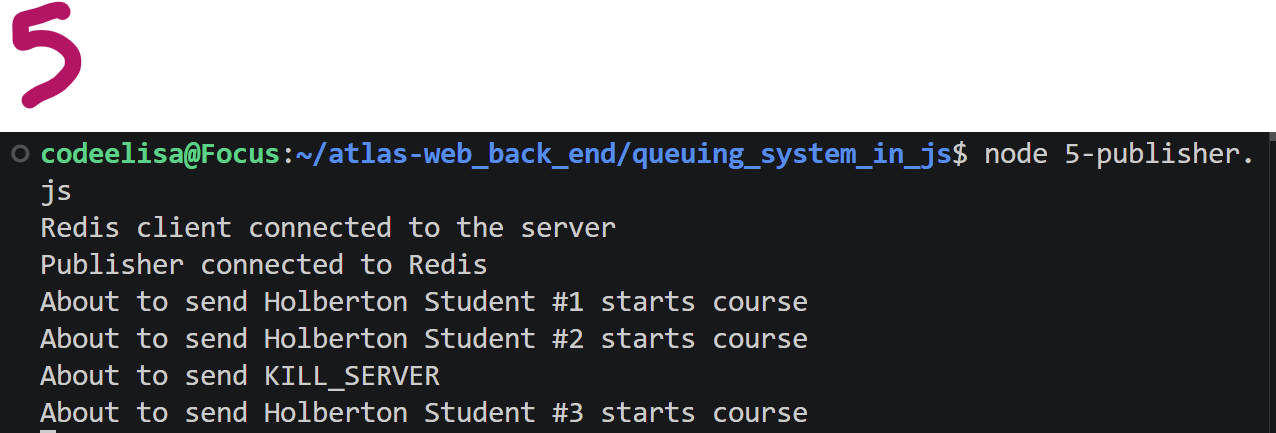 5
codeelisa@Focus:~/atlas-web_back_end/queuing_system_in_js$ node 5-publisher.
js
Redis client connected to the server
Publisher connected to Redis
About to send Holberton Student #1 starts course
About to send Holberton Student #2 starts course
About to send KILL_SERVER
About to send Holberton Student #3 starts course